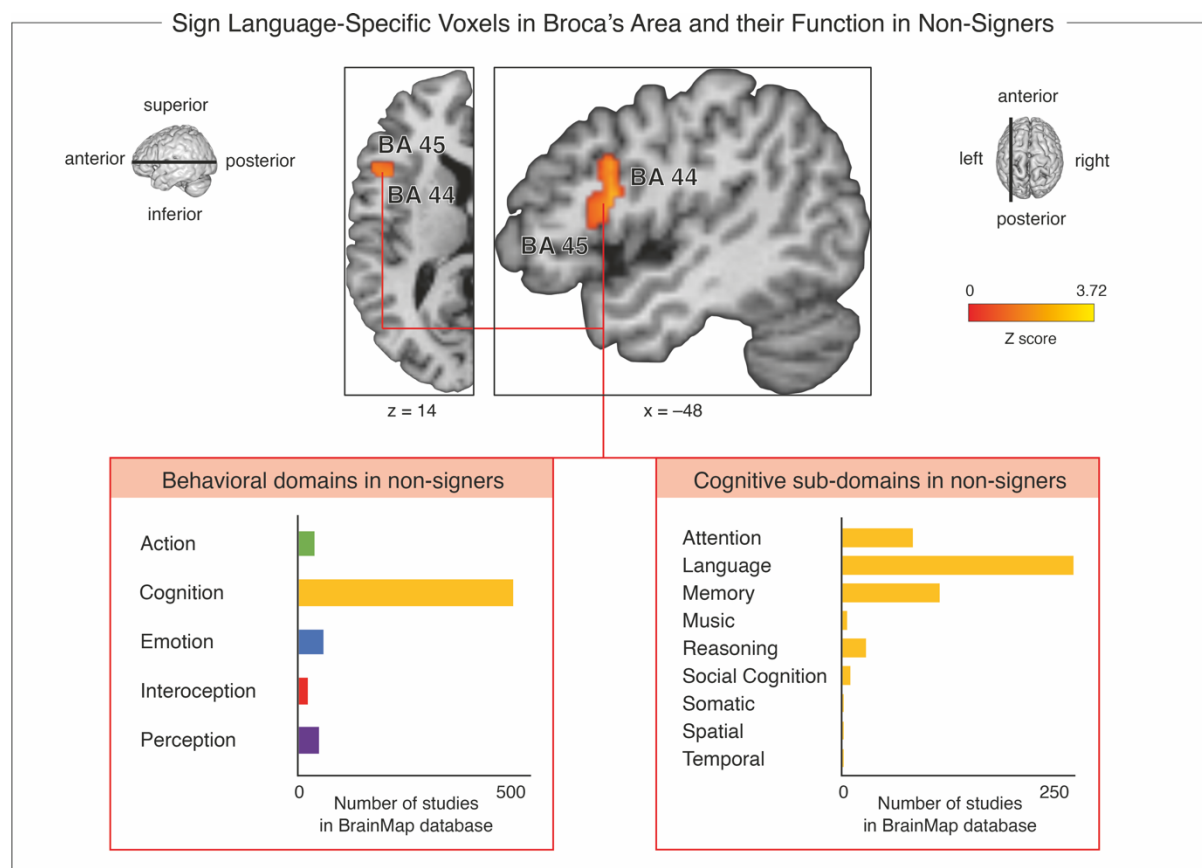 Sign Language-Specific Voxels in Broca's Area and their Function in Non-Signers
superior
anterior
posterior
inferior
BA 45
BA 44
z = 14
BA 44
BA 45
x = –48
anterior
left
right
posterior
0
3.72
Z score
Behavioral domains in non-signers
Action
Cognition
Emotion
Interoception
Perception
0
500
Number of studies
in BrainMap database
Cognitive sub-domains in non-signers
Attention
Language
Memory
Music
Reasoning
Social Cognition
Somatic
Spatial
Temporal
0
250
Number of studies
in BrainMap database